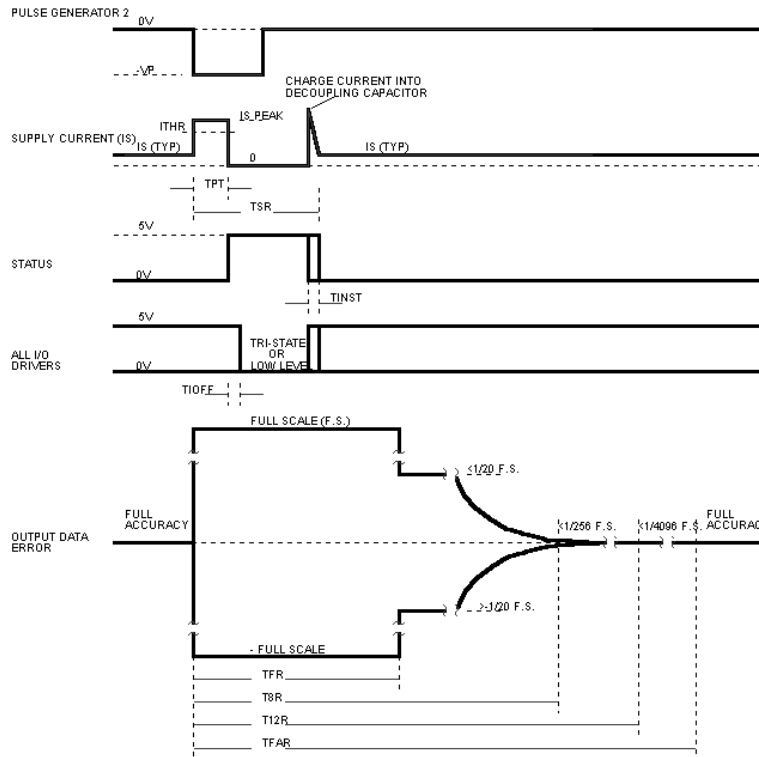 PULSE GENERATOR 2
0V
-VP
CHARGE CURRENT INTO
DECOUPLING CAPACITOR
IS_PEAK
ITHR
SUPPLY CURRENT (IS)
IS (TYP)
0
IS (TYP)
TPT
TSR
5V
STATUS
0V
TINST
5V
TRI-STATE
OR
LOW LEVEL
ALL I/O
DRIVERS
0V
TIOFF
FULL SCALE (F.S.)
<1/20 F.S.
FULL
ACCURACY
<1/256 F.S.
<1/4096 F.S.
FULL
ACCURAC
OUTPUT DATA
ERROR
>-1/20 F.S.
- FULL SCALE
TFR
T8R
T12R
TFAR